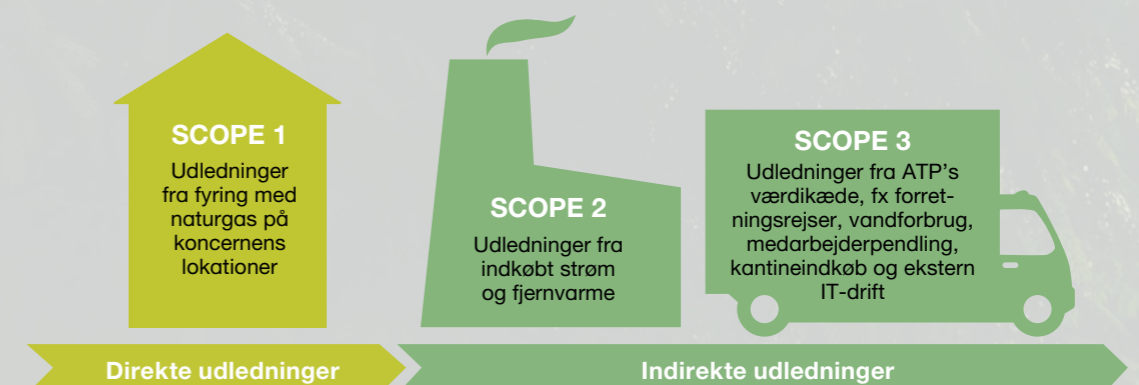 SCOPE 1
Udledninger
fra fyring med
naturgas på
koncernens
lokationer
SCOPE 2
Udledninger fra
indkøbt strøm
og fjernvarme
SCOPE 3
Udledninger fra ATP's
værdikæde, fx forret-
ningsrejser, vandforbrug,
medarbejderpendling,
kantineindkøb og ekstern
IT-drift
Direkte udledninger
Indirekte udledninger